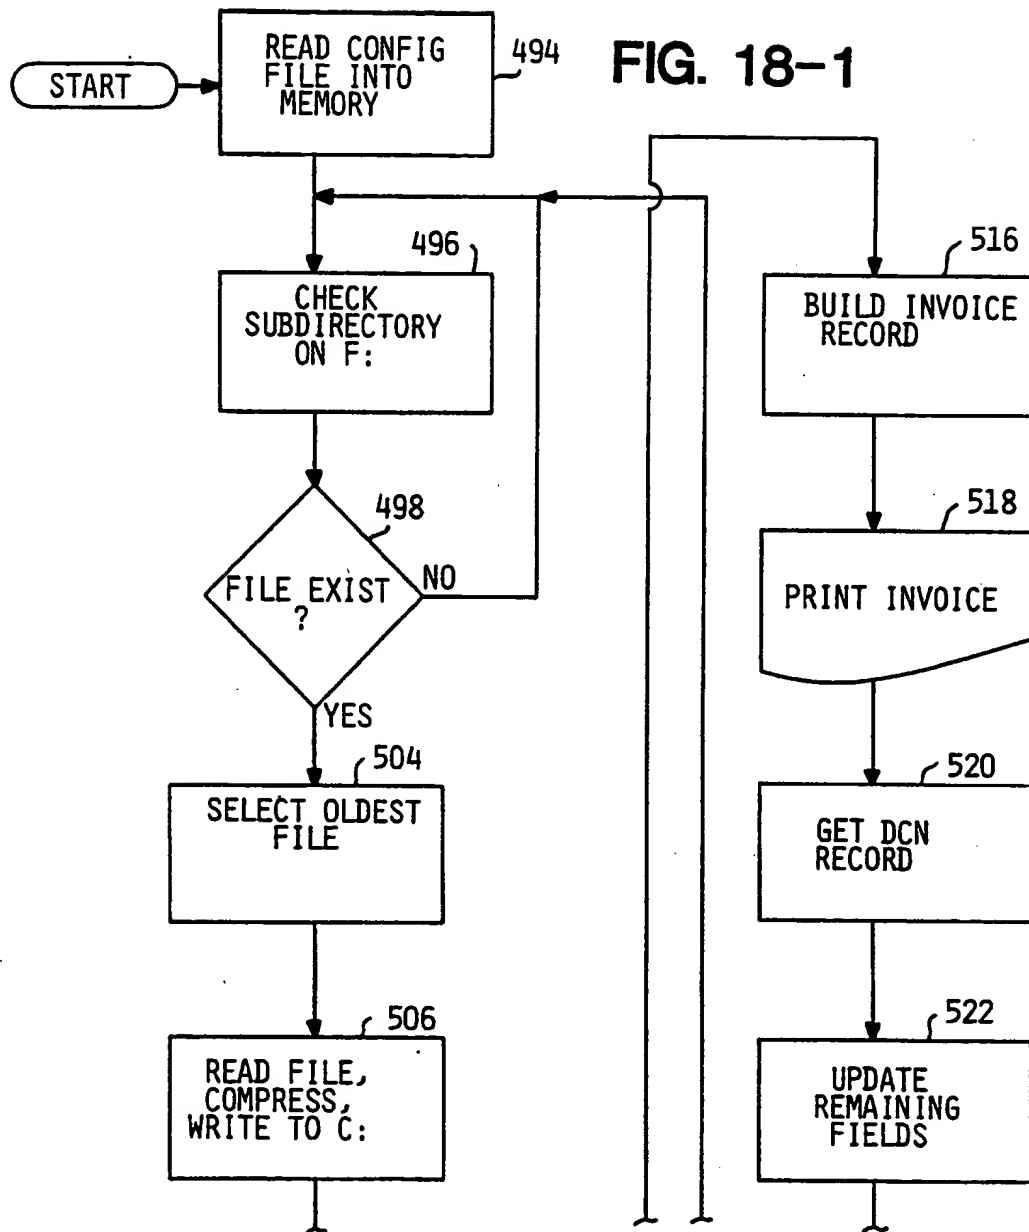 FIG. 18-1
START
READ CONFIG
FILE INTO
MEMORY
494
496
CHECK
SUBDIRECTORY
ON F:
498
FILE EXIST
?
NO
YES
504
SELECT OLDEST
FILE
506
READ FILE,
COMPRESS,
WRITE TO C:
516
BUILD INVOICE
RECORD
518
PRINT INVOICE
520
GET DCN
RECORD
522
UPDATE
REMAINING
FIELDS